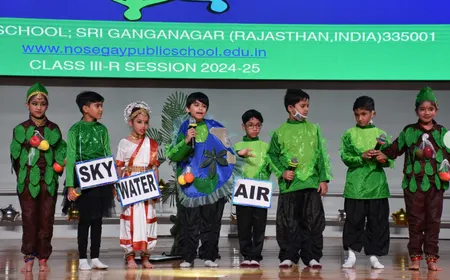 SCHOOL; SRI GANGANAGAR (RAJASTHAN,INDIA)335001
www.nosegaypublicschool.edu.in
CLASS III-R SESSION 2024-25
SKY
WATER
AIR